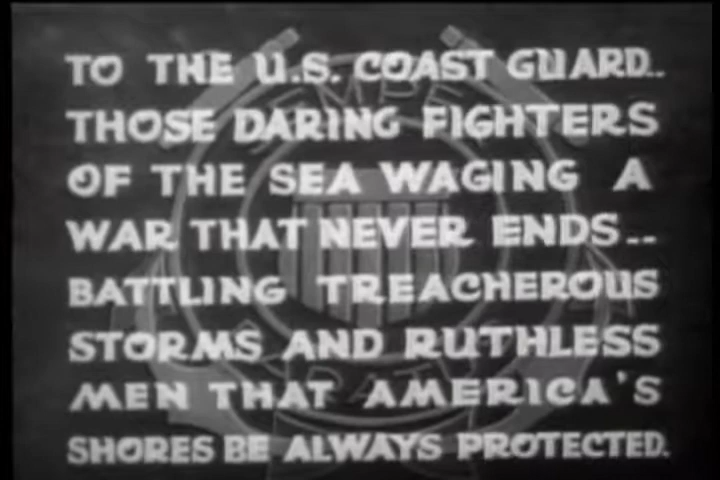 TO THE U.S. COAST GUARD..
THOSE DARING FIGHTERS
OF THE SEA WAGING A
WAR THAT NEVER ENDS--
BATTLING TREACHEROUS
STORMS AND RUTHLESS
MEN THAT AMERICA'S
SHORES BE ALWAYS PROTECTED.